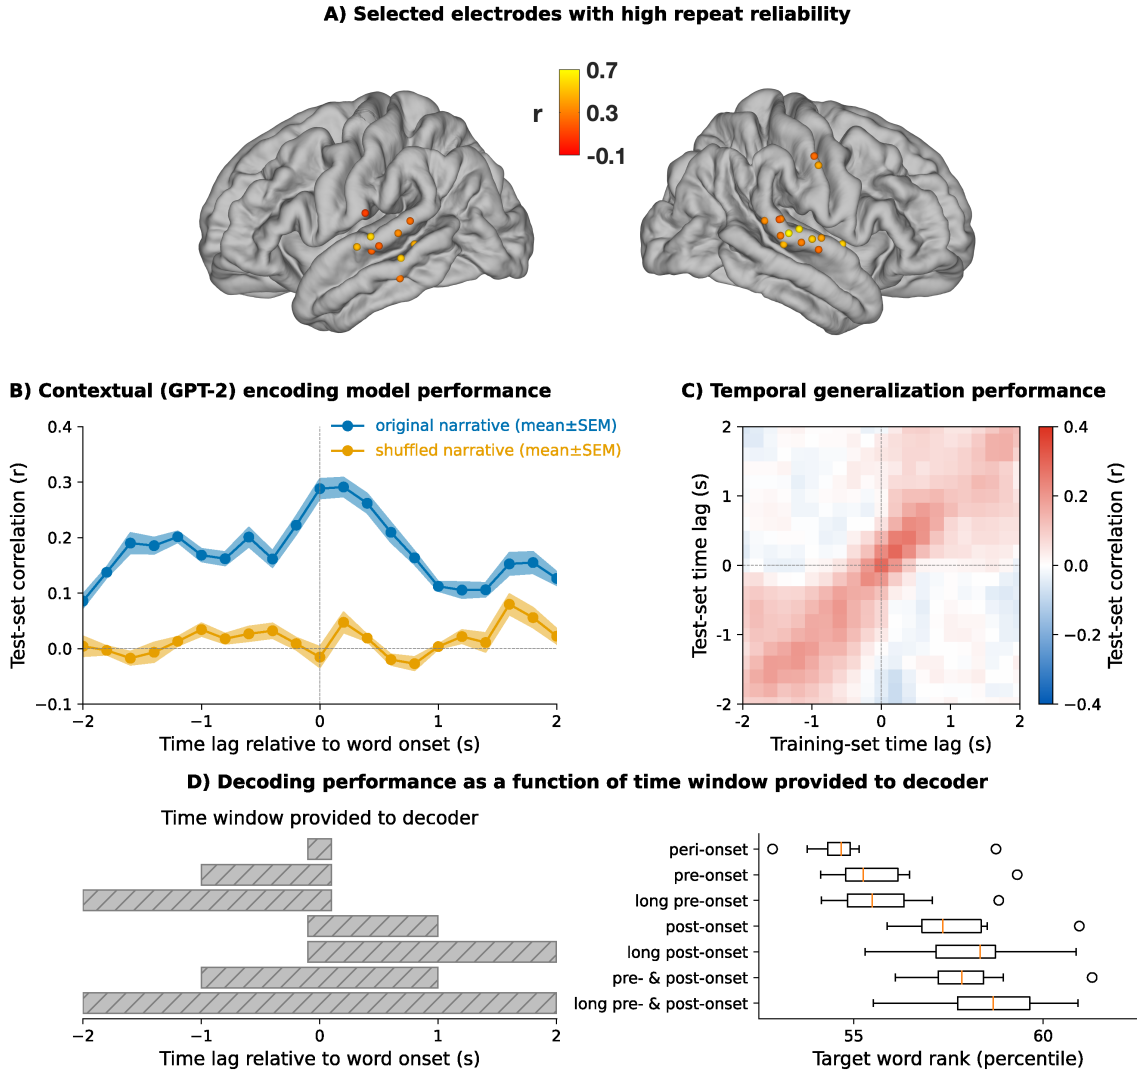 A) Selected electrodes with high repeat reliability
r
0.7
0.3
-0.1
B) Contextual (GPT-2) encoding model performance
original narrative (mean±SEM)
shuffled narrative (mean±SEM)
Test-set correlation (r)
0.4
0.3
0.2
0.1
0.0
−0.1
−2
−1
0
1
2
Time lag relative to word onset (s)
C) Temporal generalization performance
Test-set time lag (s)
2
1
0
-1
-2
-2
-1
0
1
2
Training-set time lag (s)
0.4
0.2
0.0
−0.2
−0.4
Test-set correlation (r)
D) Decoding performance as a function of time window provided to decoder
Time window provided to decoder
−2
−1
0
1
2
Time lag relative to word onset (s)
peri-onset
pre-onset
long pre-onset
post-onset
long post-onset
pre- & post-onset
long pre- & post-onset
55
60
Target word rank (percentile)